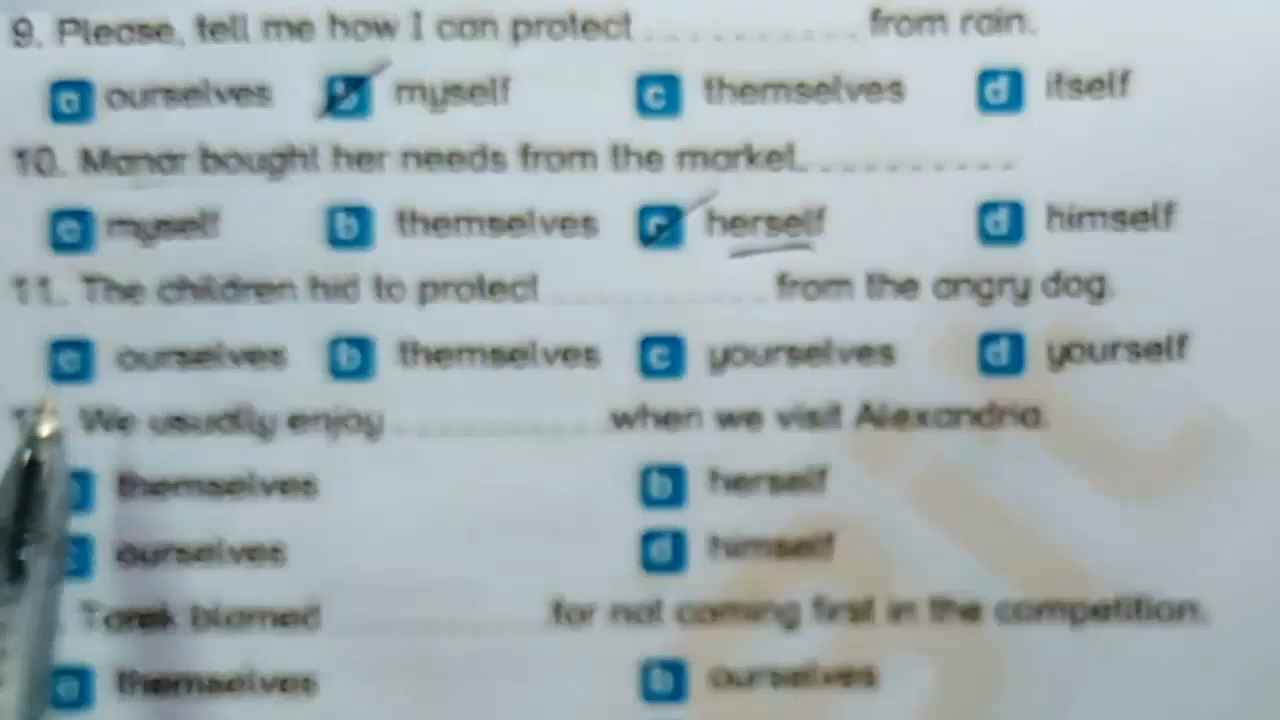 9. Please, tell me how I can protect ........... from rain.
a ourselves b myself c themselves d itself
10. Manar bought her needs from the market ...........
a myself b themselves c herself d himself
11. The children hid to protect ........... from the angry dog.
a ourselves b themselves c yourselves d yourself
We usually enjoy ........... when we visit Alexandria.
themselves b herself
ourselves d himself
Tarek blamed ........... for not coming first in the competition.
a themselves b ourselves